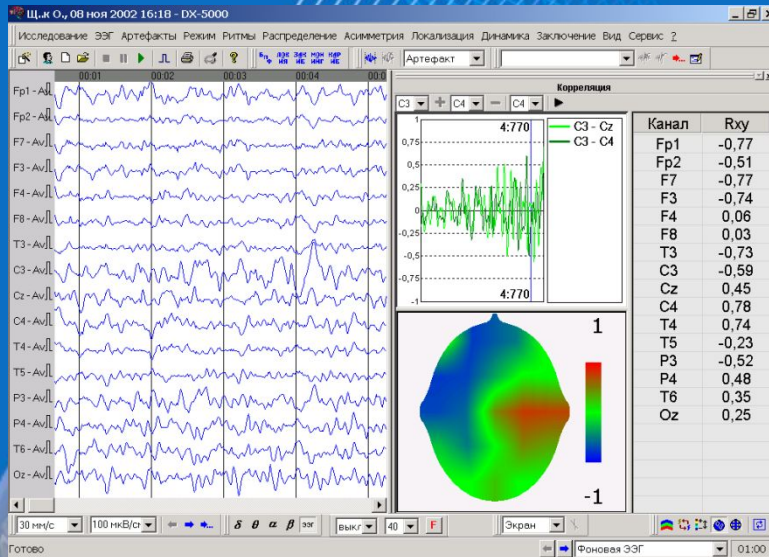 Щ..к О., 08 ноя 2002 16:18 - DX-5000
Исследование ЭЭГ Артефакты Режим Ритмы Распределение Асимметрия Локализация Динамика Заключение Вид Сервис ?
Артефакт
00:01 00:02 00:03 00:04 00:0
Fp1 - Av
Fp2 - Av
F7 - Av
F3 - Av
F4 - Av
F8 - Av
T3 - Av
C3 - Av
Cz - Av
C4 - Av
T4 - Av
T5 - Av
P3 - Av
P4 - Av
T6 - Av
Oz - Av
Корреляция
C3 + C4 − C4
1
0,75
0,5
0,25
0
-0,25
-0,5
-0,75
-1
4:770
4:770
C3 - Cz
C3 - C4
1
-1
Канал Rxy
Fp1 -0,77
Fp2 -0,51
F7 -0,77
F3 -0,74
F4 0,06
F8 0,03
T3 -0,73
C3 -0,59
Cz 0,45
C4 0,78
T4 0,74
T5 -0,23
P3 -0,52
P4 0,48
T6 0,35
Oz 0,25
30 мм/с 100 мкВ/сг δ θ α β ээг выкл 40 F Экран
Готово Фоновая ЭЭГ 01:00